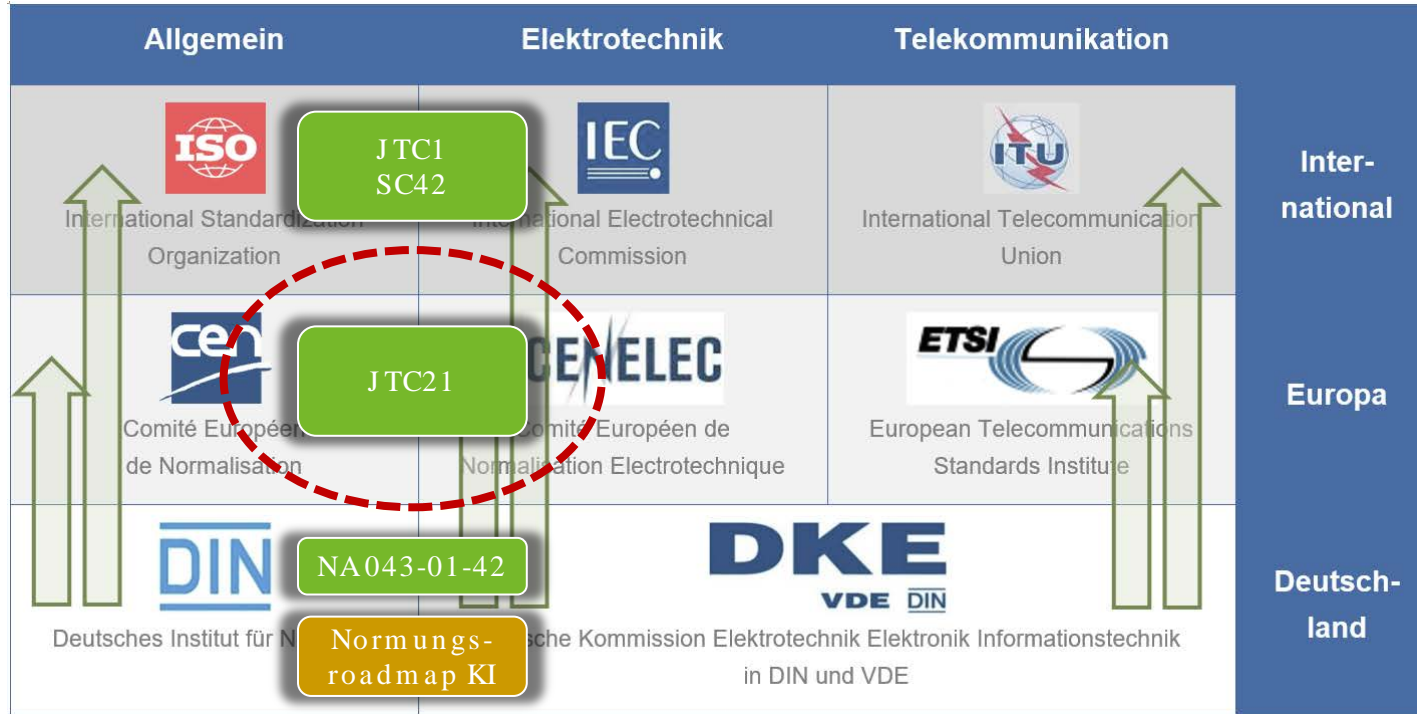 Allgemein
Elektrotechnik
Telekommunikation
ISO
JTC1
SC42
IEC
ITU
Inter-
national
International Standardization
Organization
International Electrotechnical
Commission
International Telecommunication
Union
cen
JTC21
CENELEC
ETSI
Europa
Comité Européen
de Normalisation
Comité Européen de
Normalisation Electrotechnique
European Telecommunications
Standards Institute
DIN
NA043-01-42
DKE
VDE DIN
Deutsch-
land
Deutsches Institut für
Normungs-
roadmap KI
Kommission Elektrotechnik Elektronik Informationstechnik
in DIN und VDE